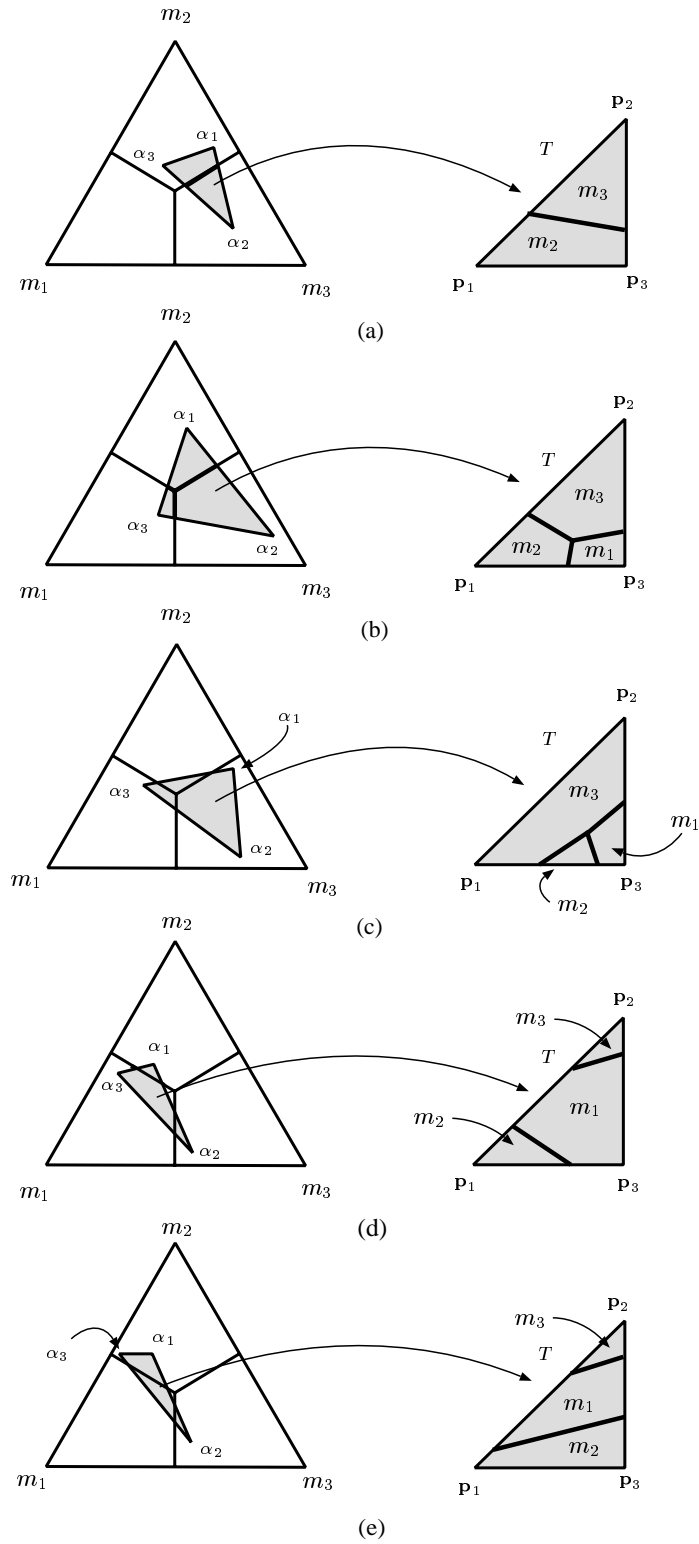 m₂
α₁
α₃
α₂
m₁
m₃
T
p₂
m₃
m₂
p₁
p₃
(a)
m₂
α₁
α₃
α₂
m₁
m₃
T
p₂
m₃
m₂
m₁
p₁
p₃
(b)
m₂
α₁
α₃
α₂
m₁
m₃
T
p₂
m₃
m₁
p₁
p₃
m₂
(c)
m₂
α₁
α₃
α₂
m₁
m₃
p₂
m₃
T
m₁
m₂
p₁
p₃
(d)
m₂
α₁
α₃
α₂
m₁
m₃
p₂
m₃
T
m₁
m₂
p₁
p₃
(e)